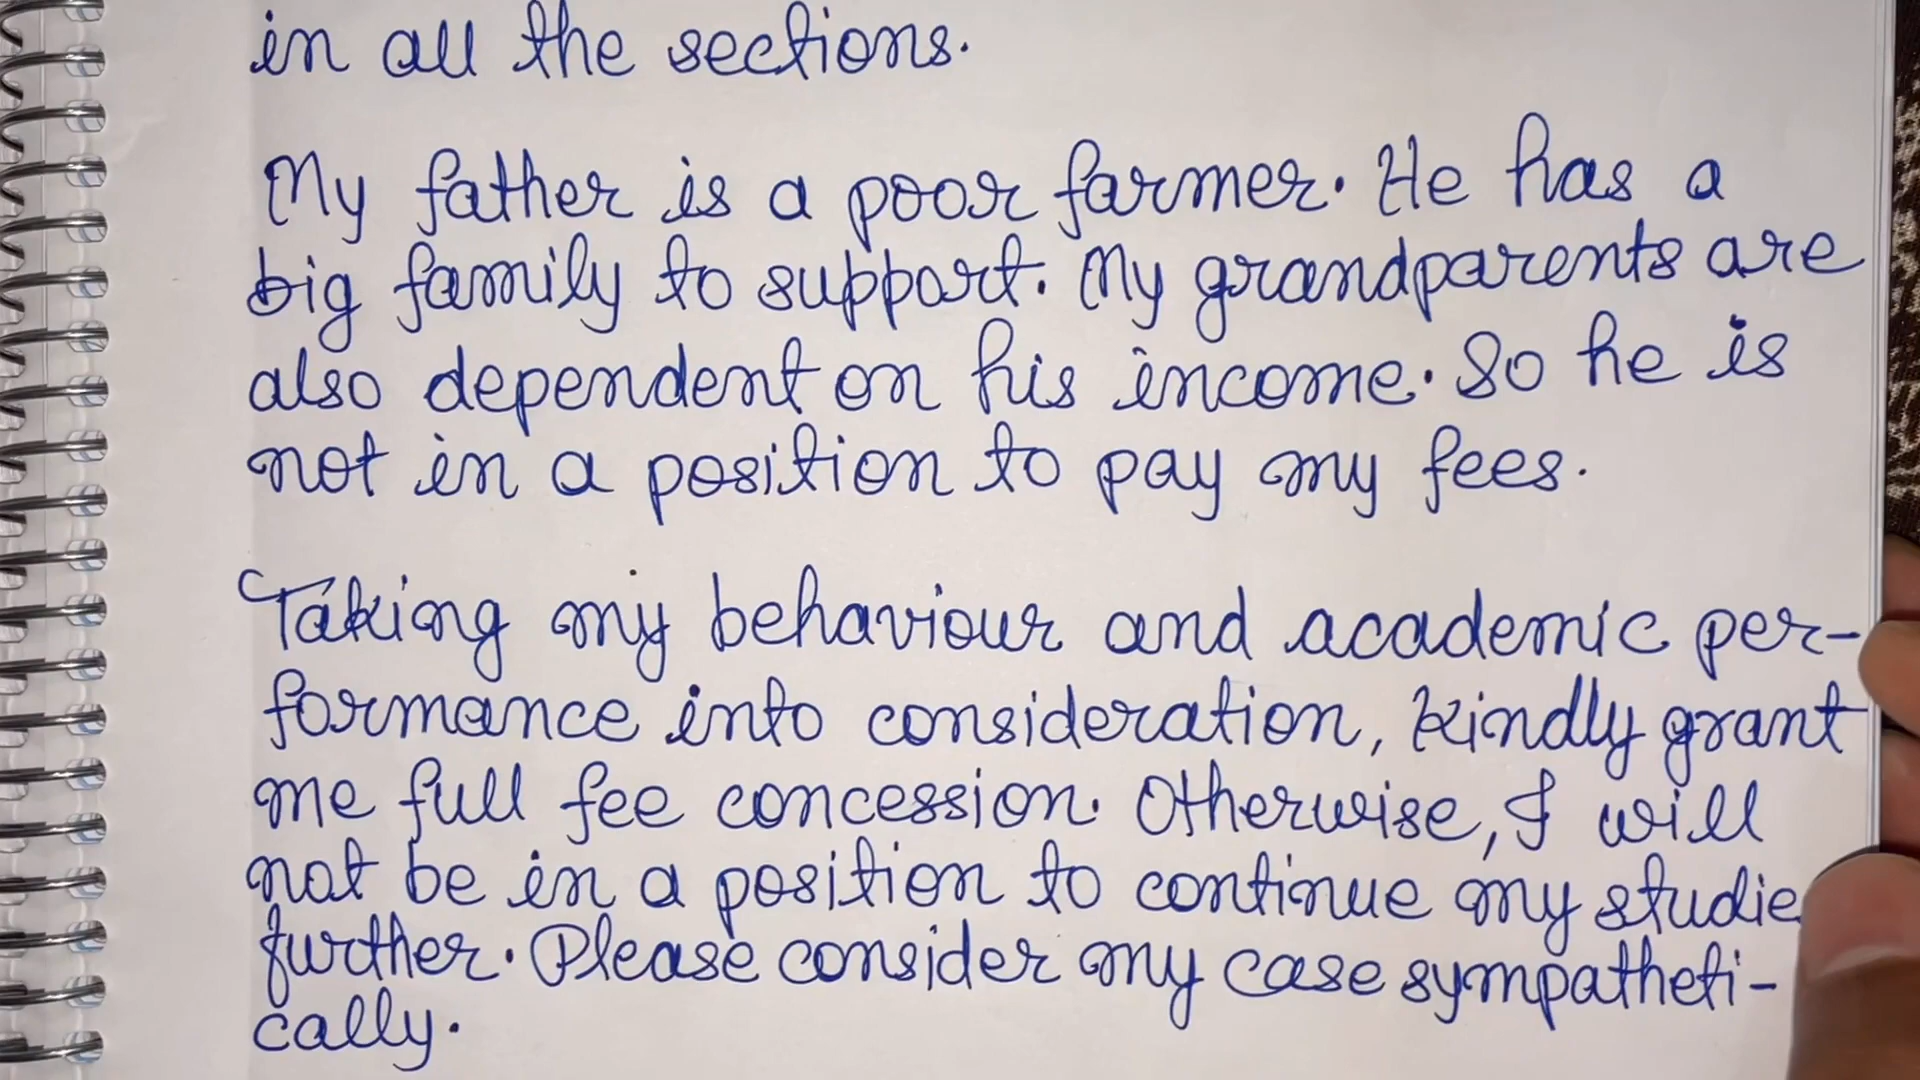 in all the sections.
My father is a poor farmer. He has a
big family to support. My grandparents are
also dependent on his income. So he is
not in a position to pay my fees.
Taking my behaviour and academic per-
formance into consideration, kindly grant
me full fee concession. Otherwise, I will
not be in a position to continue my studie
further. Please consider my case sympatheti-
cally.